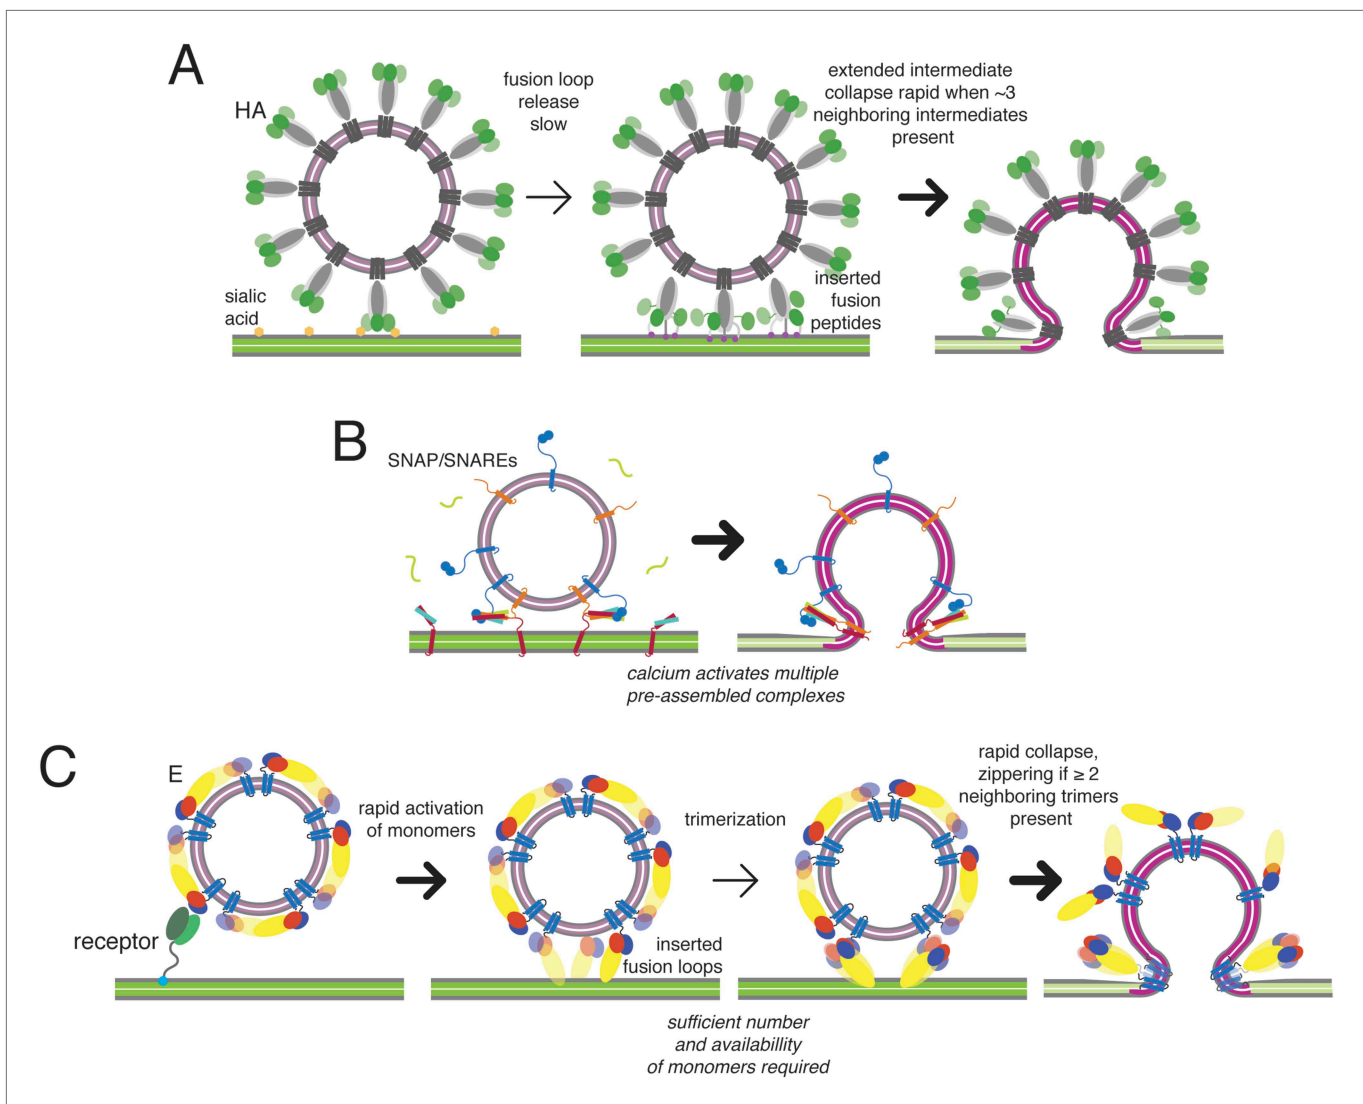 A
HA
fusion loop
release
slow
extended intermediate
collapse rapid when ~3
neighboring intermediates
present
sialic
acid
inserted
fusion
peptides
B
SNAP/SNAREs
calcium activates multiple
pre-assembled complexes
C
E
rapid activation
of monomers
trimerization
rapid collapse,
zippering if ≥ 2
neighboring trimers
present
receptor
inserted
fusion loops
sufficient number
and availabillity
of monomers required